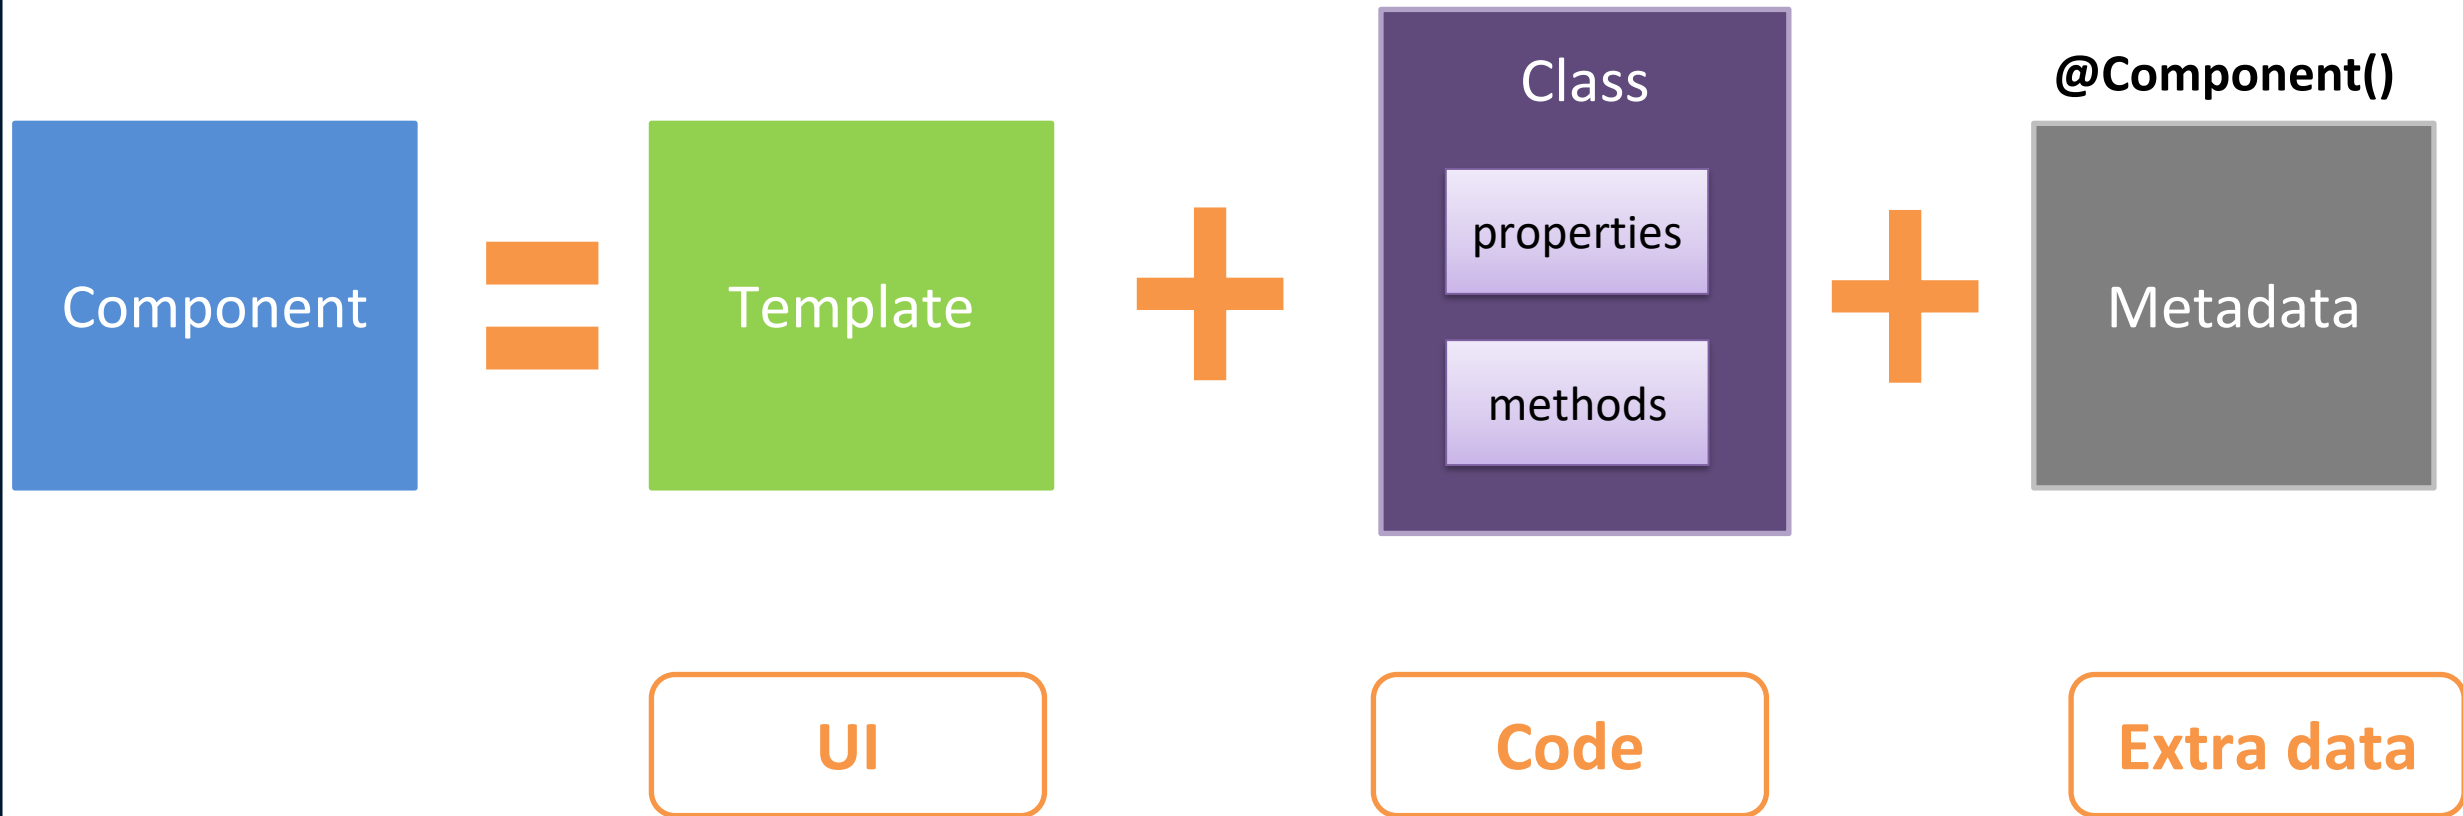 Component
Template
Class
properties
methods
@Component()
Metadata
UI
Code
Extra data